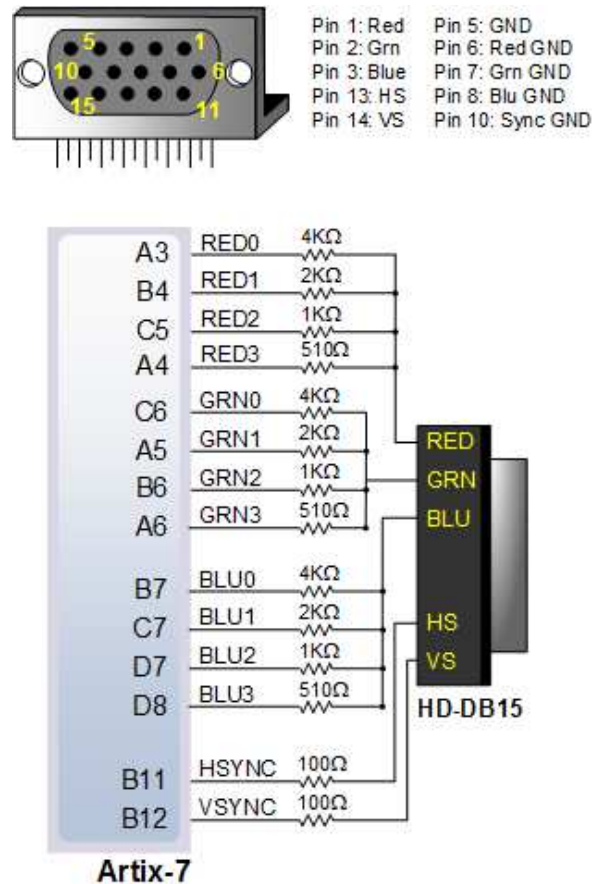 Pin 1: Red Pin 5: GND
Pin 2: Grn Pin 6: Red GND
Pin 3: Blue Pin 7: Grn GND
Pin 13: HS Pin 8: Blu GND
Pin 14: VS Pin 10: Sync GND
5 1
10 6
15 11
A3 RED0 4KΩ
B4 RED1 2KΩ
C5 RED2 1KΩ
A4 RED3 510Ω
C6 GRN0 4KΩ
A5 GRN1 2KΩ
B6 GRN2 1KΩ
A6 GRN3 510Ω
B7 BLU0 4KΩ
C7 BLU1 2KΩ
D7 BLU2 1KΩ
D8 BLU3 510Ω
B11 HSYNC 100Ω
B12 VSYNC 100Ω
RED
GRN
BLU
HS
VS
HD-DB15
Artix-7